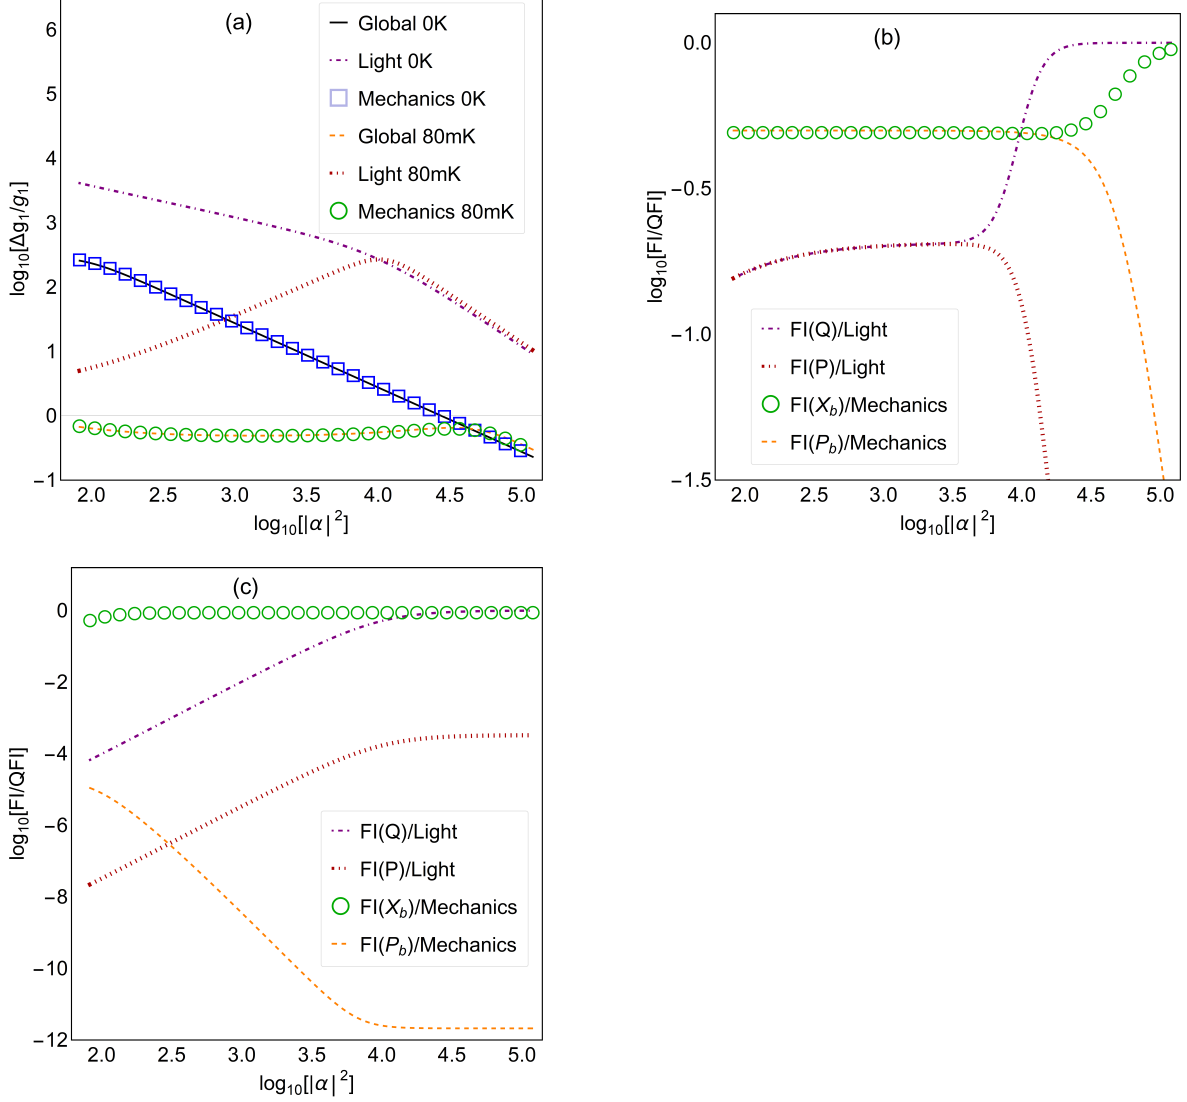 (a)
Global 0K
Light 0K
Mechanics 0K
Global 80mK
Light 80mK
Mechanics 80mK
6
5
4
3
2
1
0
−1
log10[Δg1/g1]
2.0 2.5 3.0 3.5 4.0 4.5 5.0
log10[|α|²]
(b)
0.0
−0.5
−1.0
−1.5
log10[FI/QFI]
FI(Q)/Light
FI(P)/Light
FI(Xb)/Mechanics
FI(Pb)/Mechanics
2.0 2.5 3.0 3.5 4.0 4.5 5.0
log10[|α|²]
(c)
0
−2
−4
−6
−8
−10
−12
log10[FI/QFI]
FI(Q)/Light
FI(P)/Light
FI(Xb)/Mechanics
FI(Pb)/Mechanics
2.0 2.5 3.0 3.5 4.0 4.5 5.0
log10[|α|²]